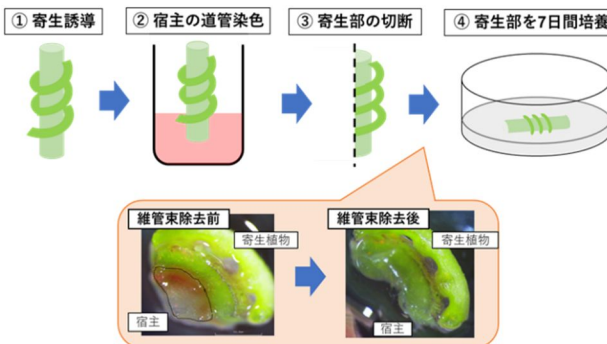 ① 寄生誘導
② 宿主の道管染色
③ 寄生部の切断
④ 寄生部を7日間培養
維管束除去前
寄生植物
宿主
維管束除去後
寄生植物
宿主